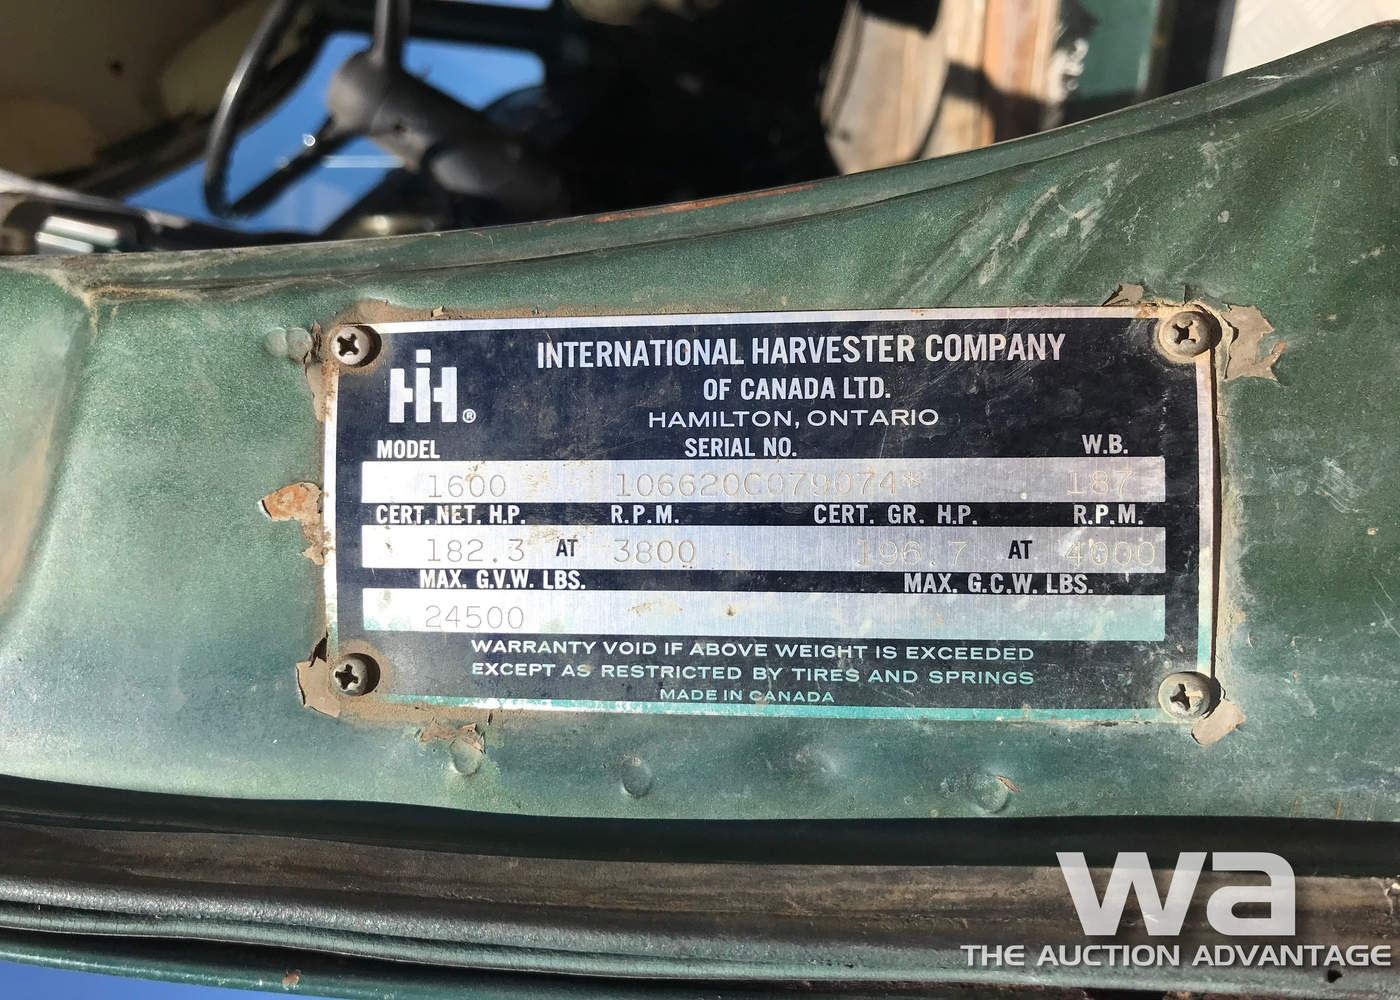 INTERNATIONAL HARVESTER COMPANY
OF CANADA LTD.
IH ®
HAMILTON, ONTARIO
MODEL SERIAL NO. W.B.
1600 106620C079074* 187
CERT. NET. H.P. R.P.M. CERT. GR. H.P. R.P.M.
182.3 AT 3800 196.7 AT 4000
MAX. G.V.W. LBS. MAX. G.C.W. LBS.
24500
WARRANTY VOID IF ABOVE WEIGHT IS EXCEEDED
EXCEPT AS RESTRICTED BY TIRES AND SPRINGS
MADE IN CANADA
wa
THE AUCTION ADVANTAGE